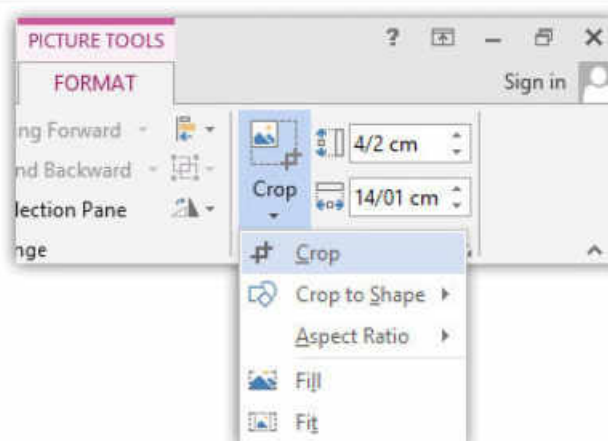 PICTURE TOOLS ?
FORMAT Sign in
ng Forward
nd Backward
lection Pane
nge
Crop
4/2 cm
14/01 cm
Crop
Crop to Shape
Aspect Ratio
Fill
Fit